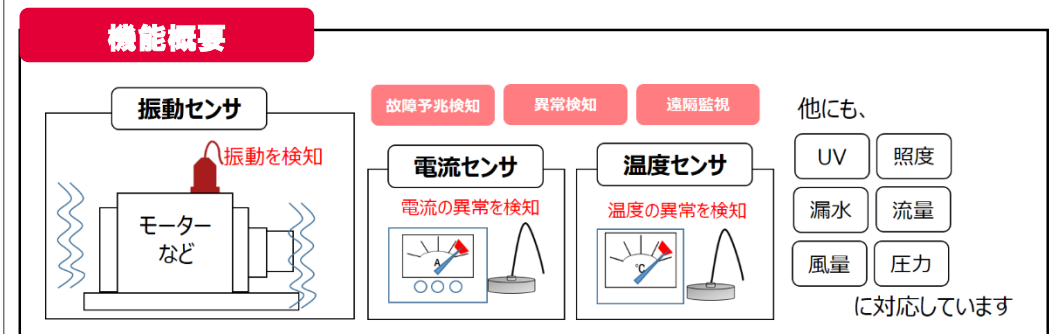 機能概要
振動センサ
振動を検知
モーター
など
故障予兆検知
異常検知
遠隔監視
電流センサ
電流の異常を検知
A
温度センサ
温度の異常を検知
℃
他にも、
UV
照度
漏水
流量
風量
圧力
に対応しています